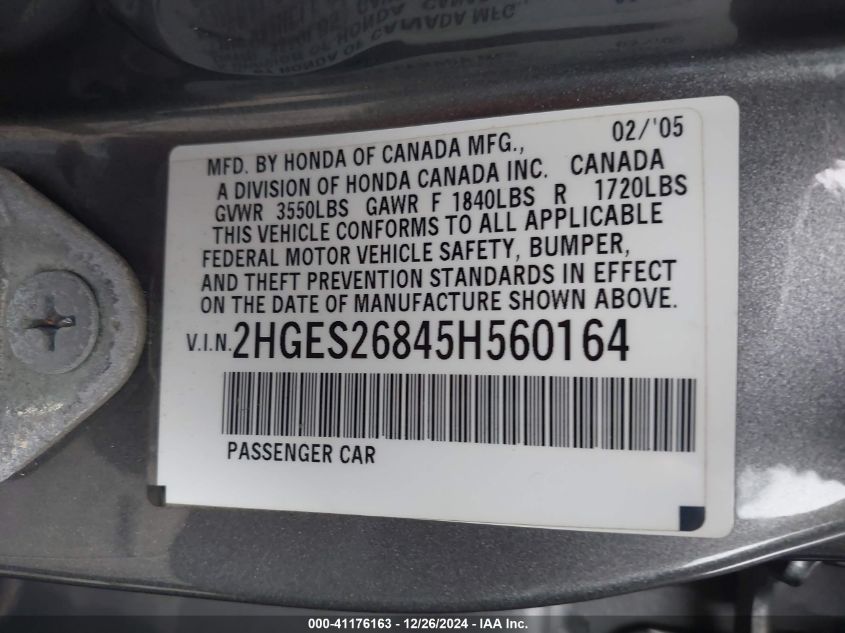 02/'05
MFD. BY HONDA OF CANADA MFG.,
A DIVISION OF HONDA CANADA INC. CANADA
GVWR 3550LBS GAWR F 1840LBS R 1720LBS
THIS VEHICLE CONFORMS TO ALL APPLICABLE
FEDERAL MOTOR VEHICLE SAFETY, BUMPER,
AND THEFT PREVENTION STANDARDS IN EFFECT
ON THE DATE OF MANUFACTURE SHOWN ABOVE.
V.I.N. 2HGES26845H560164
PASSENGER CAR
000-41176163 - 12/26/2024 - IAA Inc.